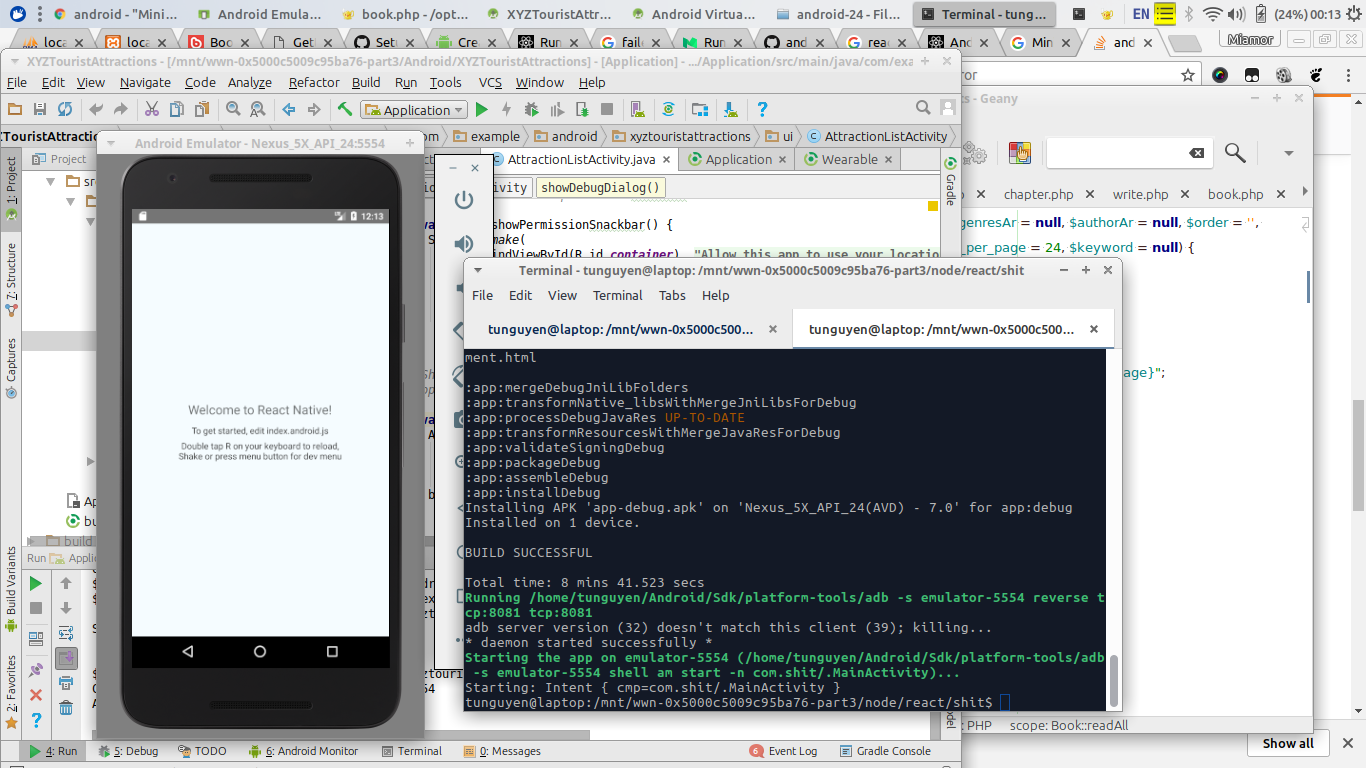 android - "Mini...
Android Emula...
book.php - /opt...
XYZTouristAttr...
Android Virtua...
android-24 - Fil...
Terminal - tung...
EN
(24%) 00:13
loca
loca
Boo
Get
Set
Cre
Run
faile
Run
and
rea
And
Get
Min
and
Miamor
XYZTouristAttractions - [/mnt/wwn-0x5000c5009c95ba76-part3/Android/XYZTouristAttractions] - [Application] - .../Application/src/main/java/com/exa
File Edit View Navigate Code Analyze Refactor Build Run Tools VCS Window Help
Application
TouristAttraction
om
example
android
xyztouristattractions
ui
AttractionListActivity
Project
AttractionListActivity.java
Application
Wearable
ivity
showDebugDialog()
Gradle
1: Project
Z: Structure
Captures
Build Variants
2: Favorites
sr
Ap
bu
build
howPermissionSnackbar() {
make(
indViewById(R.id.container), "Allow this app to use your locatio
Android Emulator - Nexus_5X_API_24:5554
12:13
Welcome to React Native!
To get started, edit index.android.js
Double tap R on your keyboard to reload,
Shake or press menu button for dev menu
Run
Applic
4: Run
5: Debug
TODO
6: Android Monitor
Terminal
0: Messages
6 Event Log
Gradle Console
s - Geany
chapter.php
write.php
book.php
genresAr = null, $authorAr = null, $order = '',
_per_page = 24, $keyword = null) {
age}";
: PHP
scope: Book::readAll
Show all
Terminal - tunguyen@laptop: /mnt/wwn-0x5000c5009c95ba76-part3/node/react/shit
File Edit View Terminal Tabs Help
tunguyen@laptop: /mnt/wwn-0x5000c500...
tunguyen@laptop: /mnt/wwn-0x5000c500...
ment.html
:app:mergeDebugJniLibFolders
:app:transformNative_libsWithMergeJniLibsForDebug
:app:processDebugJavaRes UP-TO-DATE
:app:transformResourcesWithMergeJavaResForDebug
:app:validateSigningDebug
:app:packageDebug
:app:assembleDebug
:app:installDebug
Installing APK 'app-debug.apk' on 'Nexus_5X_API_24(AVD) - 7.0' for app:debug
Installed on 1 device.
BUILD SUCCESSFUL
Total time: 8 mins 41.523 secs
Running /home/tunguyen/Android/Sdk/platform-tools/adb -s emulator-5554 reverse t
cp:8081 tcp:8081
adb server version (32) doesn't match this client (39); killing...
* daemon started successfully *
Starting the app on emulator-5554 (/home/tunguyen/Android/Sdk/platform-tools/adb
-s emulator-5554 shell am start -n com.shit/.MainActivity)...
Starting: Intent { cmp=com.shit/.MainActivity }
tunguyen@laptop:/mnt/wwn-0x5000c5009c95ba76-part3/node/react/shit$